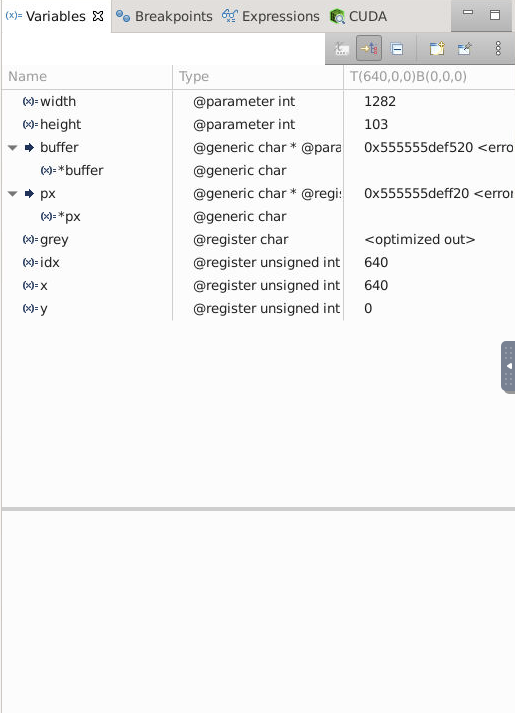 (x)= Variables Breakpoints Expressions CUDA
Name Type T(640,0,0)B(0,0,0)
(x)= width @parameter int 1282
(x)= height @parameter int 103
buffer @generic char * @para 0x555555def520 <erro
(x)= *buffer @generic char
px @generic char * @regis 0x555555deff20 <error
(x)= *px @generic char
(x)= grey @register char <optimized out>
(x)= idx @register unsigned int 640
(x)= x @register unsigned int 640
(x)= y @register unsigned int 0